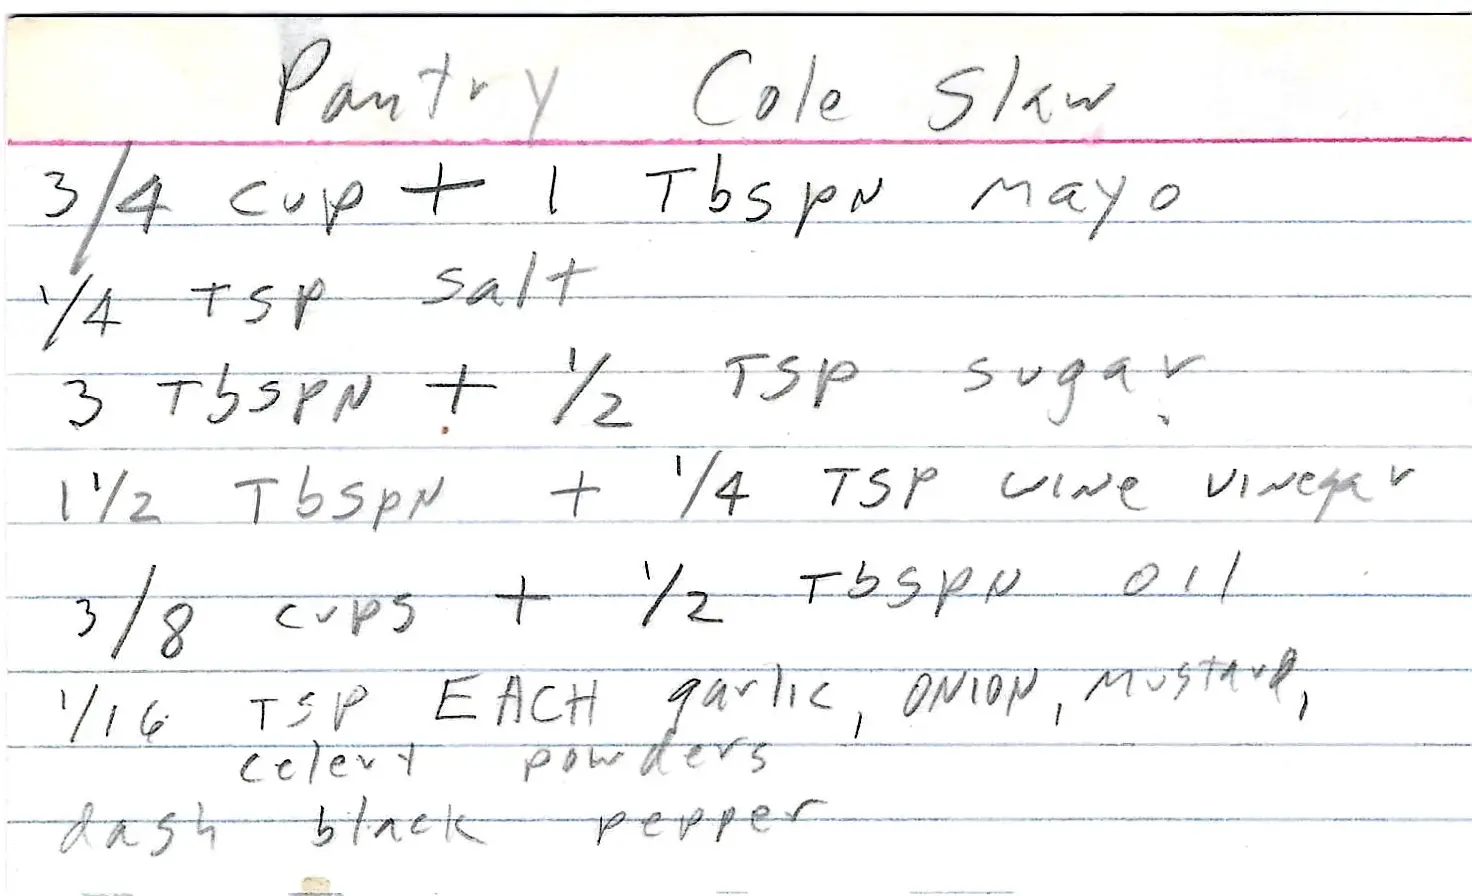 Pantry Cole Slaw
3/4 cup + 1 Tbspn mayo
1/4 Tsp salt
3 Tbspn + 1/2 Tsp sugar
1 1/2 Tbspn + 1/4 Tsp wine vinegar
3/8 cups + 1/2 Tbspn oil
1/16 Tsp EACH garlic, ONION, mustard,
celery powders
dash black pepper